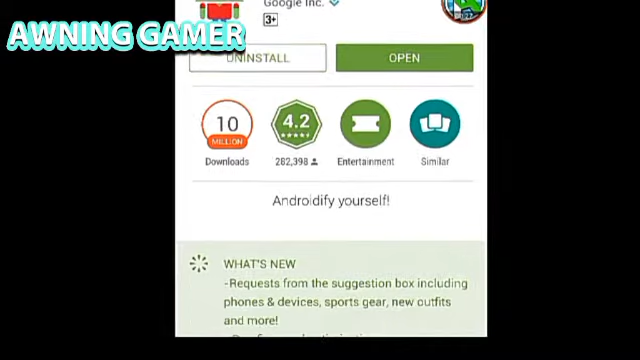 Google Inc.
3+
AWNING GAMER
UNINSTALL
OPEN
10
MILLION
4.2
Downloads
282,398
Entertainment
Similar
Androidify yourself!
WHAT'S NEW
-Requests from the suggestion box including
phones & devices, sports gear, new outfits
and more!